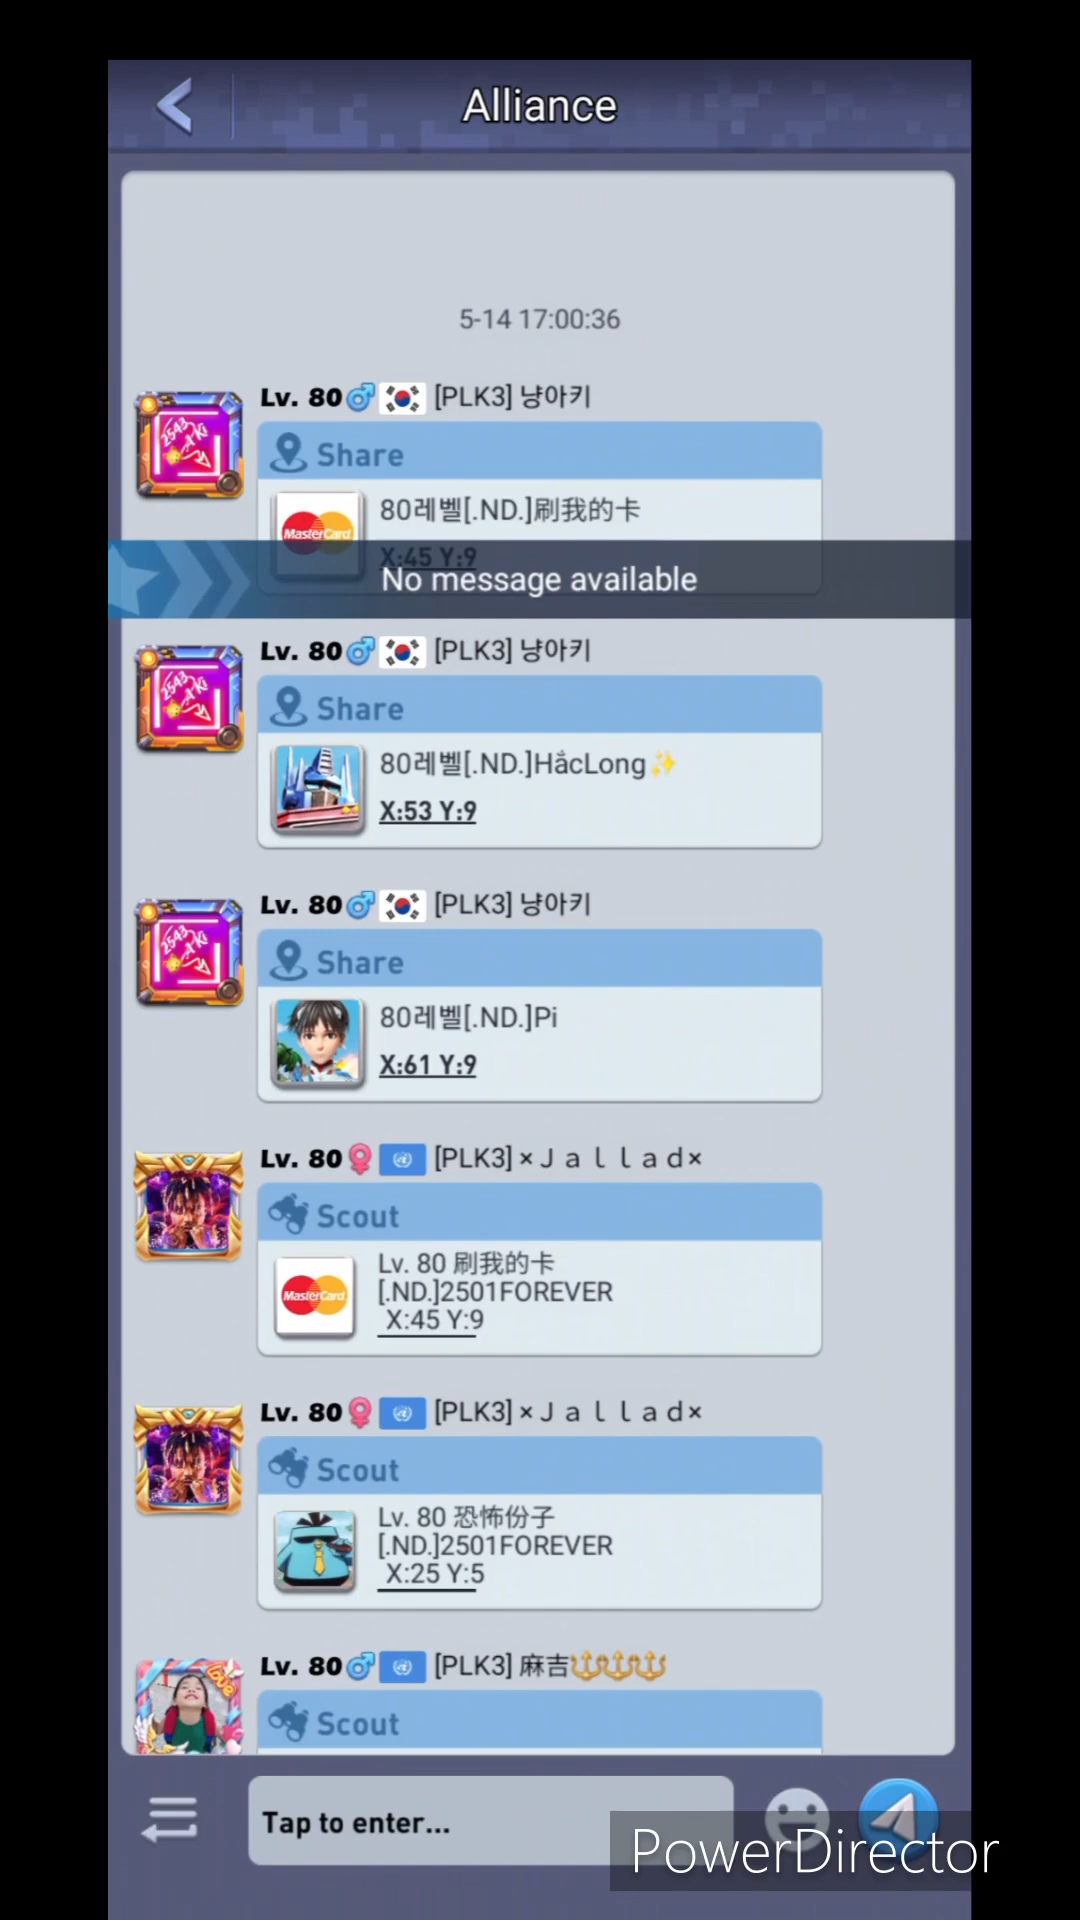 Alliance
5-14 17:00:36
Lv. 80 [PLK3] 냥아키
Share
80레벨[.ND.]刷我的卡
MasterCard
X:45 Y:9
No message available
Lv. 80 [PLK3] 냥아키
Share
80레벨[.ND.]HắcLong✨
X:53 Y:9
Lv. 80 [PLK3] 냥아키
Share
80레벨[.ND.]Pi
X:61 Y:9
Lv. 80 [PLK3] ×Ｊａｌｌａｄ×
Scout
Lv. 80 刷我的卡
MasterCard
[.ND.]2501FOREVER
X:45 Y:9
Lv. 80 [PLK3] ×Ｊａｌｌａｄ×
Scout
Lv. 80 恐怖份子
[.ND.]2501FOREVER
X:25 Y:5
Lv. 80 [PLK3] 麻吉🔱🔱🔱
Scout
Tap to enter...
PowerDirector